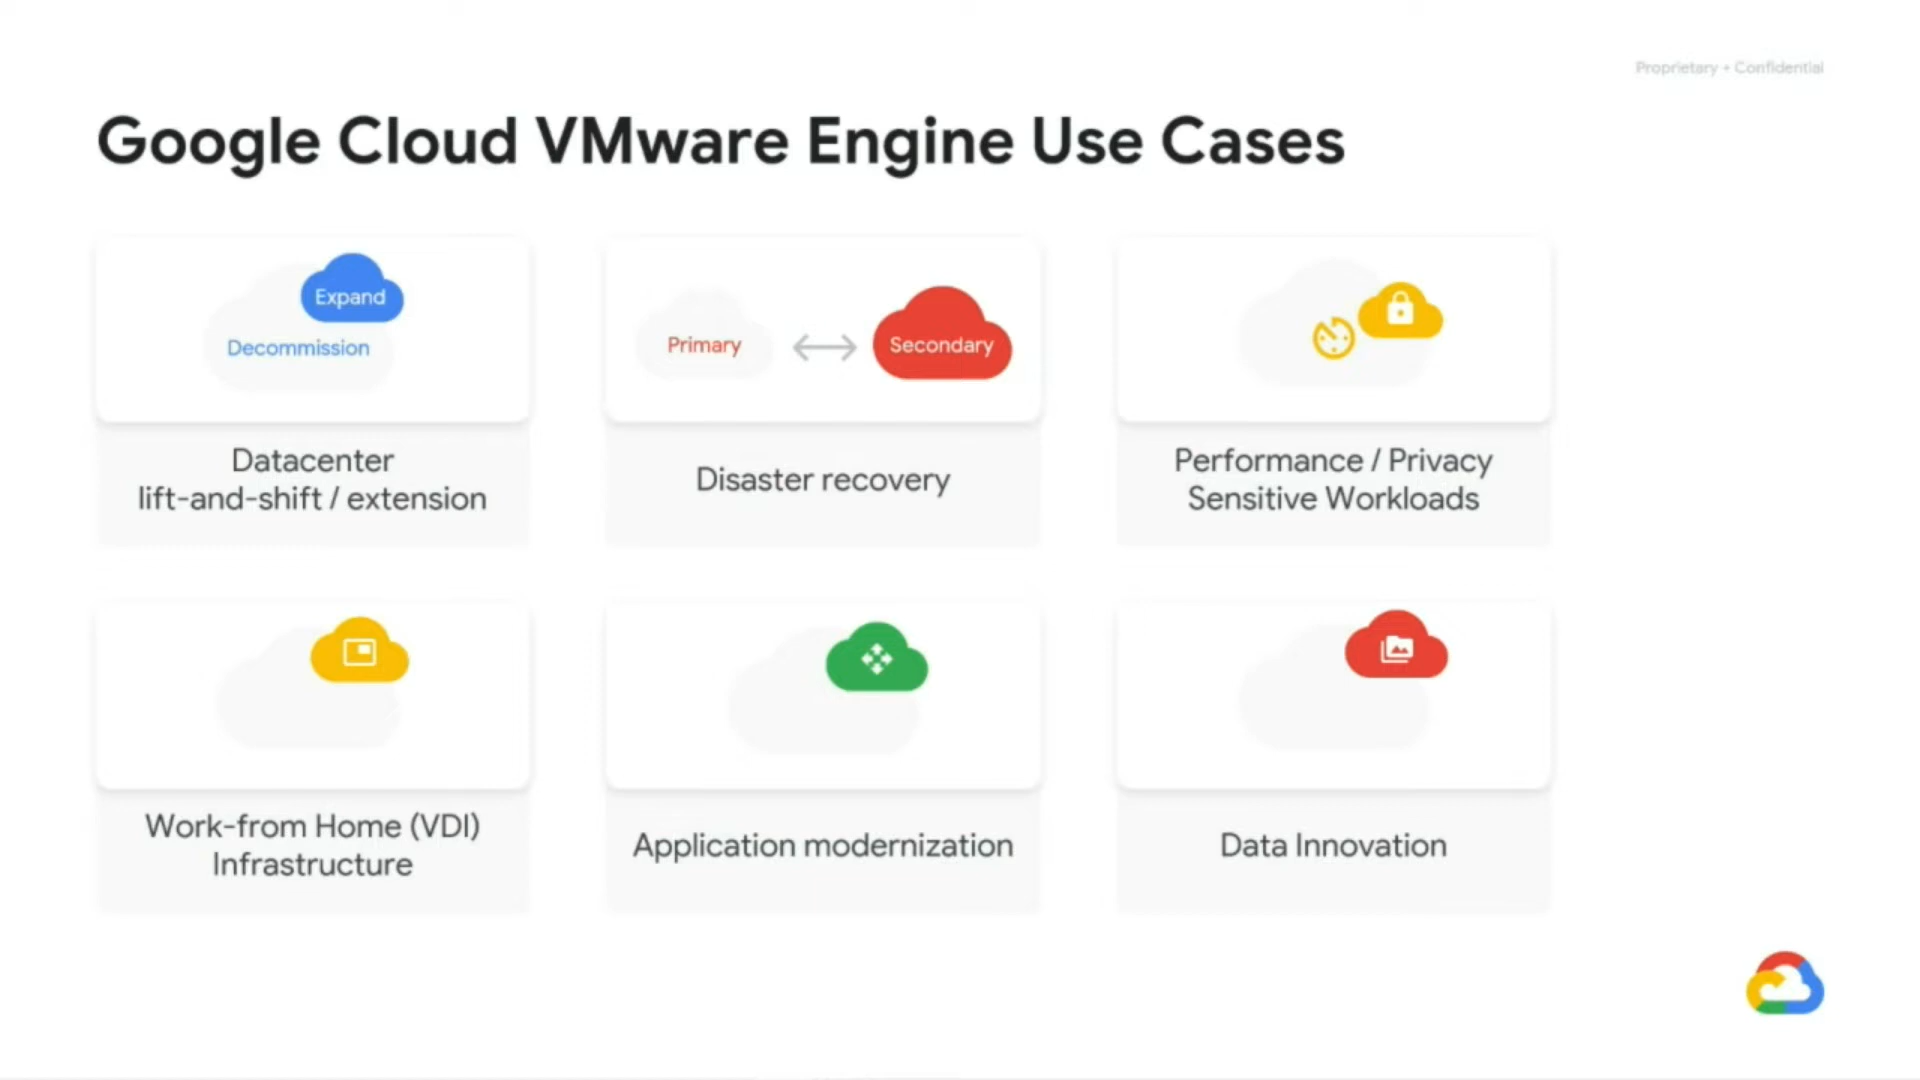 Proprietary + Confidential
Google Cloud VMware Engine Use Cases
Expand
Decommission
Datacenter
lift-and-shift / extension
Primary
Secondary
Disaster recovery
Performance / Privacy
Sensitive Workloads
Work-from Home (VDI)
Infrastructure
Application modernization
Data Innovation